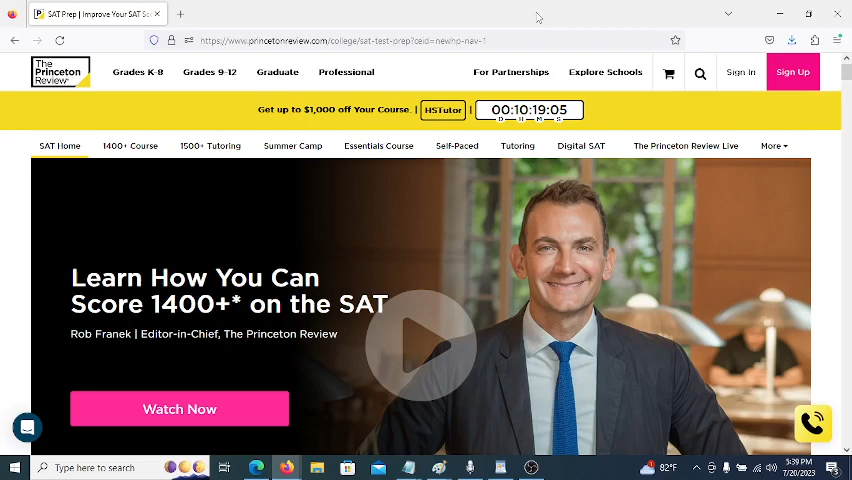 SAT Prep | Improve Your SAT Sco
https://www.princetonreview.com/college/sat-test-prep?ceid=newhp-nav-1
The
Princeton
Review®
Grades K-8 Grades 9-12 Graduate Professional For Partnerships Explore Schools Sign In Sign Up
Get up to $1,000 off Your Course. | HSTutor | 00:10:19:05
D H M S
SAT Home 1400+ Course 1500+ Tutoring Summer Camp Essentials Course Self-Paced Tutoring Digital SAT The Princeton Review Live More
Learn How You Can
Score 1400+* on the SAT
Rob Franek | Editor-in-Chief, The Princeton Review
Watch Now
Type here to search
82°F
5:39 PM
7/20/2023
3